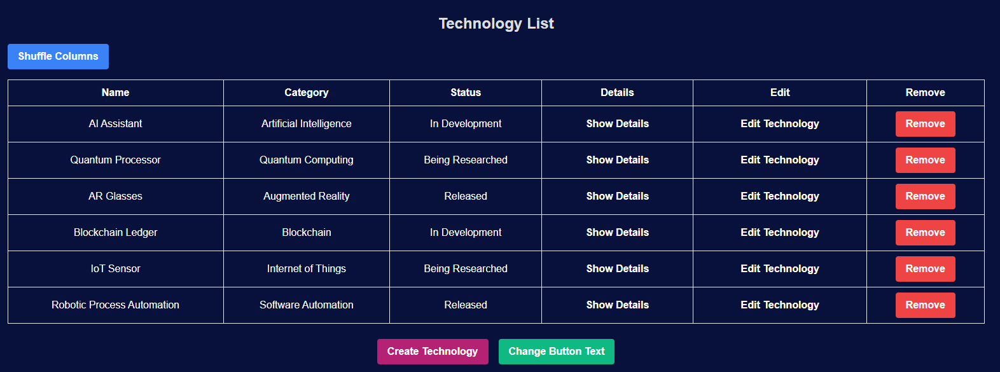 Technology List
Shuffle Columns
Name Category Status Details Edit Remove
AI Assistant Artificial Intelligence In Development Show Details Edit Technology Remove
Quantum Processor Quantum Computing Being Researched Show Details Edit Technology Remove
AR Glasses Augmented Reality Released Show Details Edit Technology Remove
Blockchain Ledger Blockchain In Development Show Details Edit Technology Remove
IoT Sensor Internet of Things Being Researched Show Details Edit Technology Remove
Robotic Process Automation Software Automation Released Show Details Edit Technology Remove
Create Technology Change Button Text